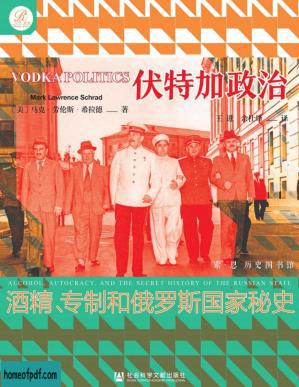 VODKA POLITICS
伏特加政治
Mark Lawrence Schrad
[美] 马克·劳伦斯·希拉德 著
王进 余杜烽 译
索·恩 历史图书馆
ALCOHOL, AUTOCRACY, AND THE SECRET HISTORY OF THE RUSSIAN STATE
酒精、专制和俄罗斯国家秘史
homeofpdf.com
社会科学文献出版社